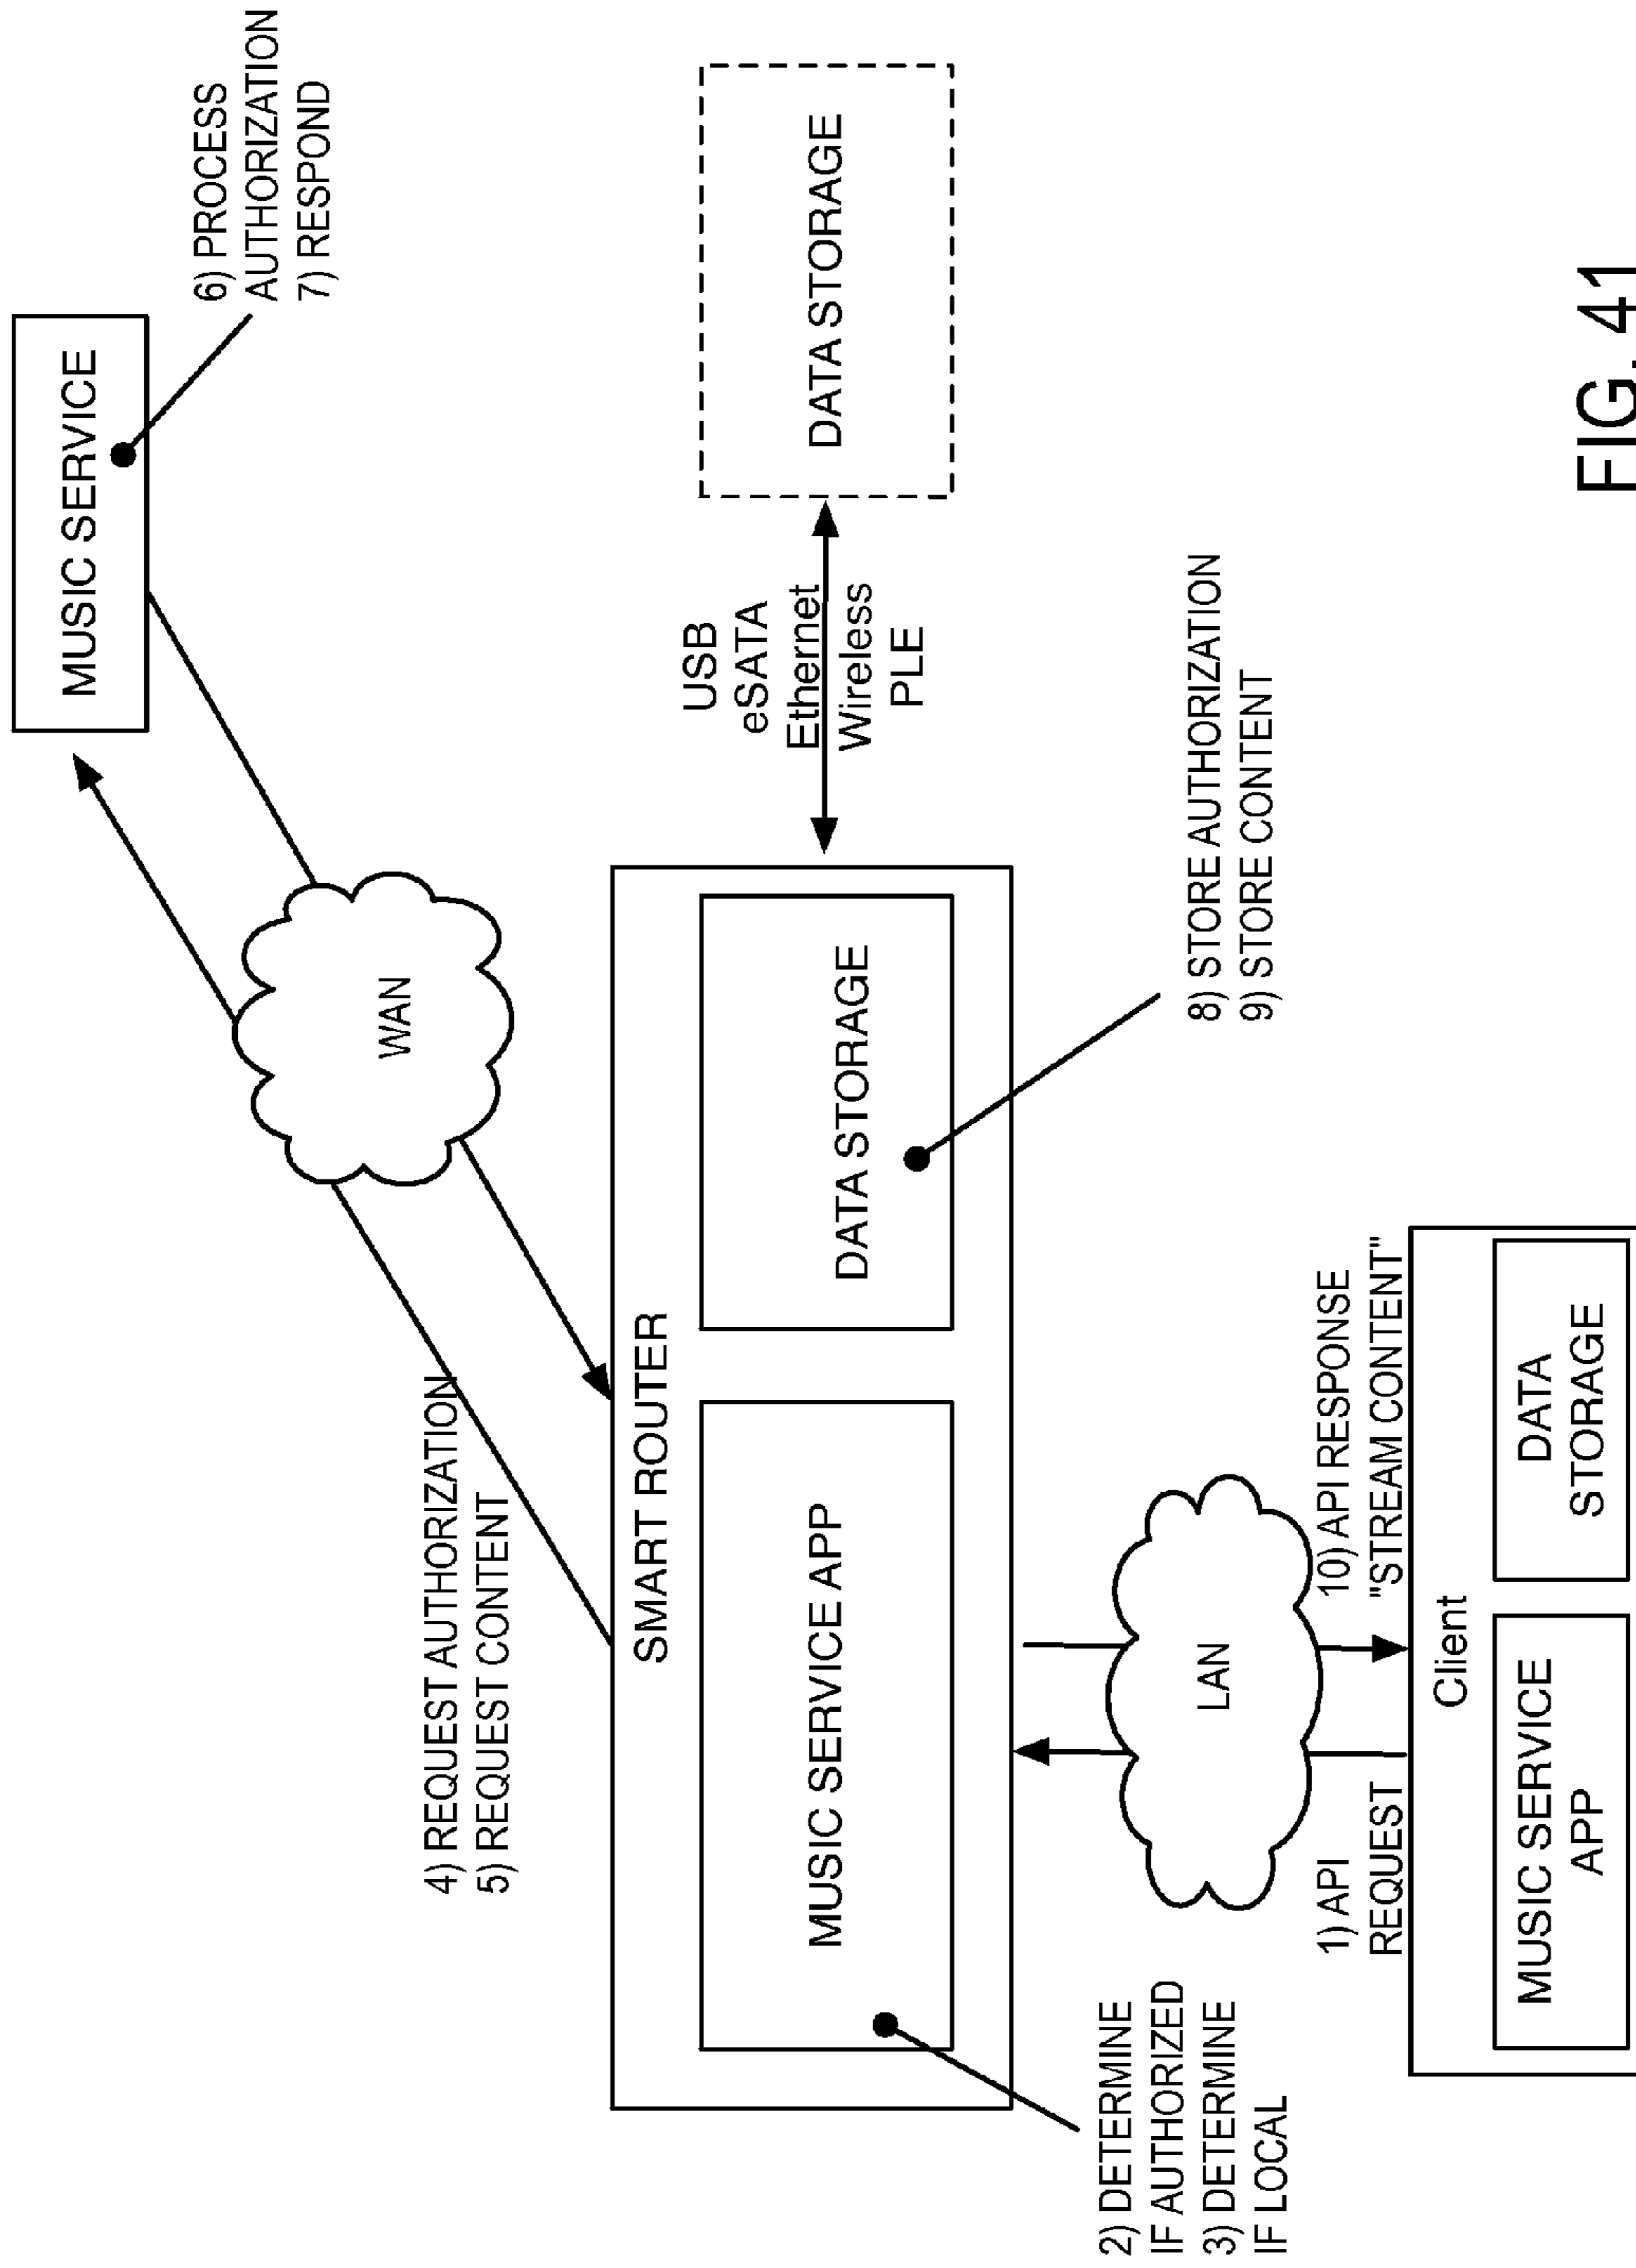 MUSIC SERVICE
6) PROCESS
AUTHORIZATION
7) RESPOND
WAN
4) REQUEST AUTHORIZATION
5) REQUEST CONTENT
SMART ROUTER
MUSIC SERVICE APP
DATA STORAGE
USB
eSATA
Ethernet
Wireless
PLE
DATA STORAGE
2) DETERMINE
IF AUTHORIZED
3) DETERMINE
IF LOCAL
8) STORE AUTHORIZATION
9) STORE CONTENT
LAN
1) API
REQUEST
10) API RESPONSE
"STREAM CONTENT"
Client
MUSIC SERVICE
APP
DATA
STORAGE
FIG. 41